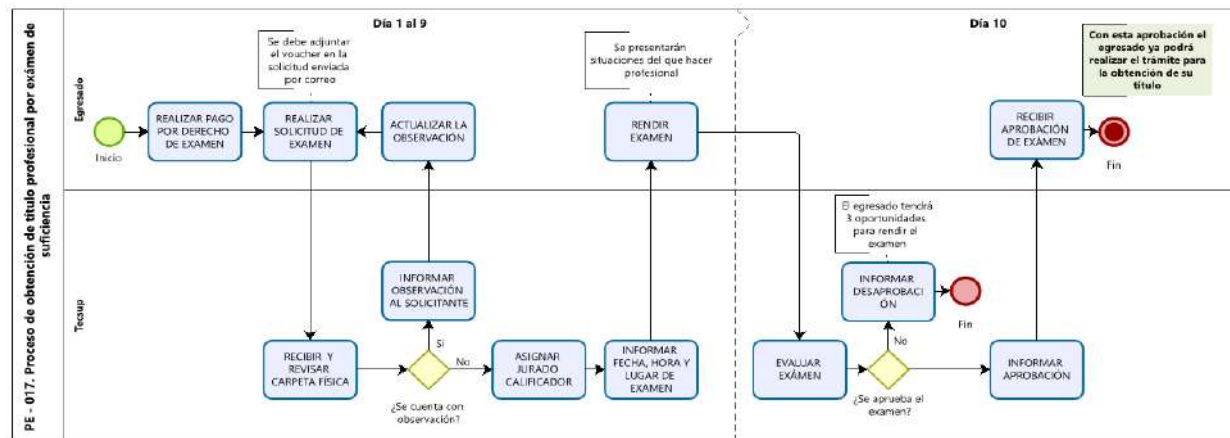 PE - 0117. Proceso de obtención de título profesional por exámen de
suficiencia
Día 1 al 9
Día 10
Egresado
Se debe adjuntar
el voucher en la
solicitud enviada
por correo
Se presentarán
situaciones del que hacer
profesional
Con esta aprobación el
egresado ya podrá
realizar el trámite para
la obtención de su
título
Inicio
REALIZAR PAGO
POR DERECHO
DE EXAMEN
REALIZAR
SOLICITUD DE
EXAMEN
ACTUALIZAR LA
OBSERVACIÓN
RENDIR
EXAMEN
RECIBIR
APROBACIÓN
DE EXÁMEN
Fin
Tecsup
El egresado tendrá
3 oportunidades
para rendir el
examen
INFORMAR
OBSERVACIÓN
AL SOLICITANTE
INFORMAR
DESAPROBACI
ÓN
Fin
RECIBIR Y
REVISAR
CARPETA FÍSICA
Si
No
¿Se cuenta con
observación?
ASIGNAR
JURADO
CALIFICADOR
INFORMAR
FECHA, HORA Y
LUGAR DE
EXAMEN
EVALUAR
EXÁMEN
No
¿Se aprueba el
examen?
INFORMAR
APROBACIÓN